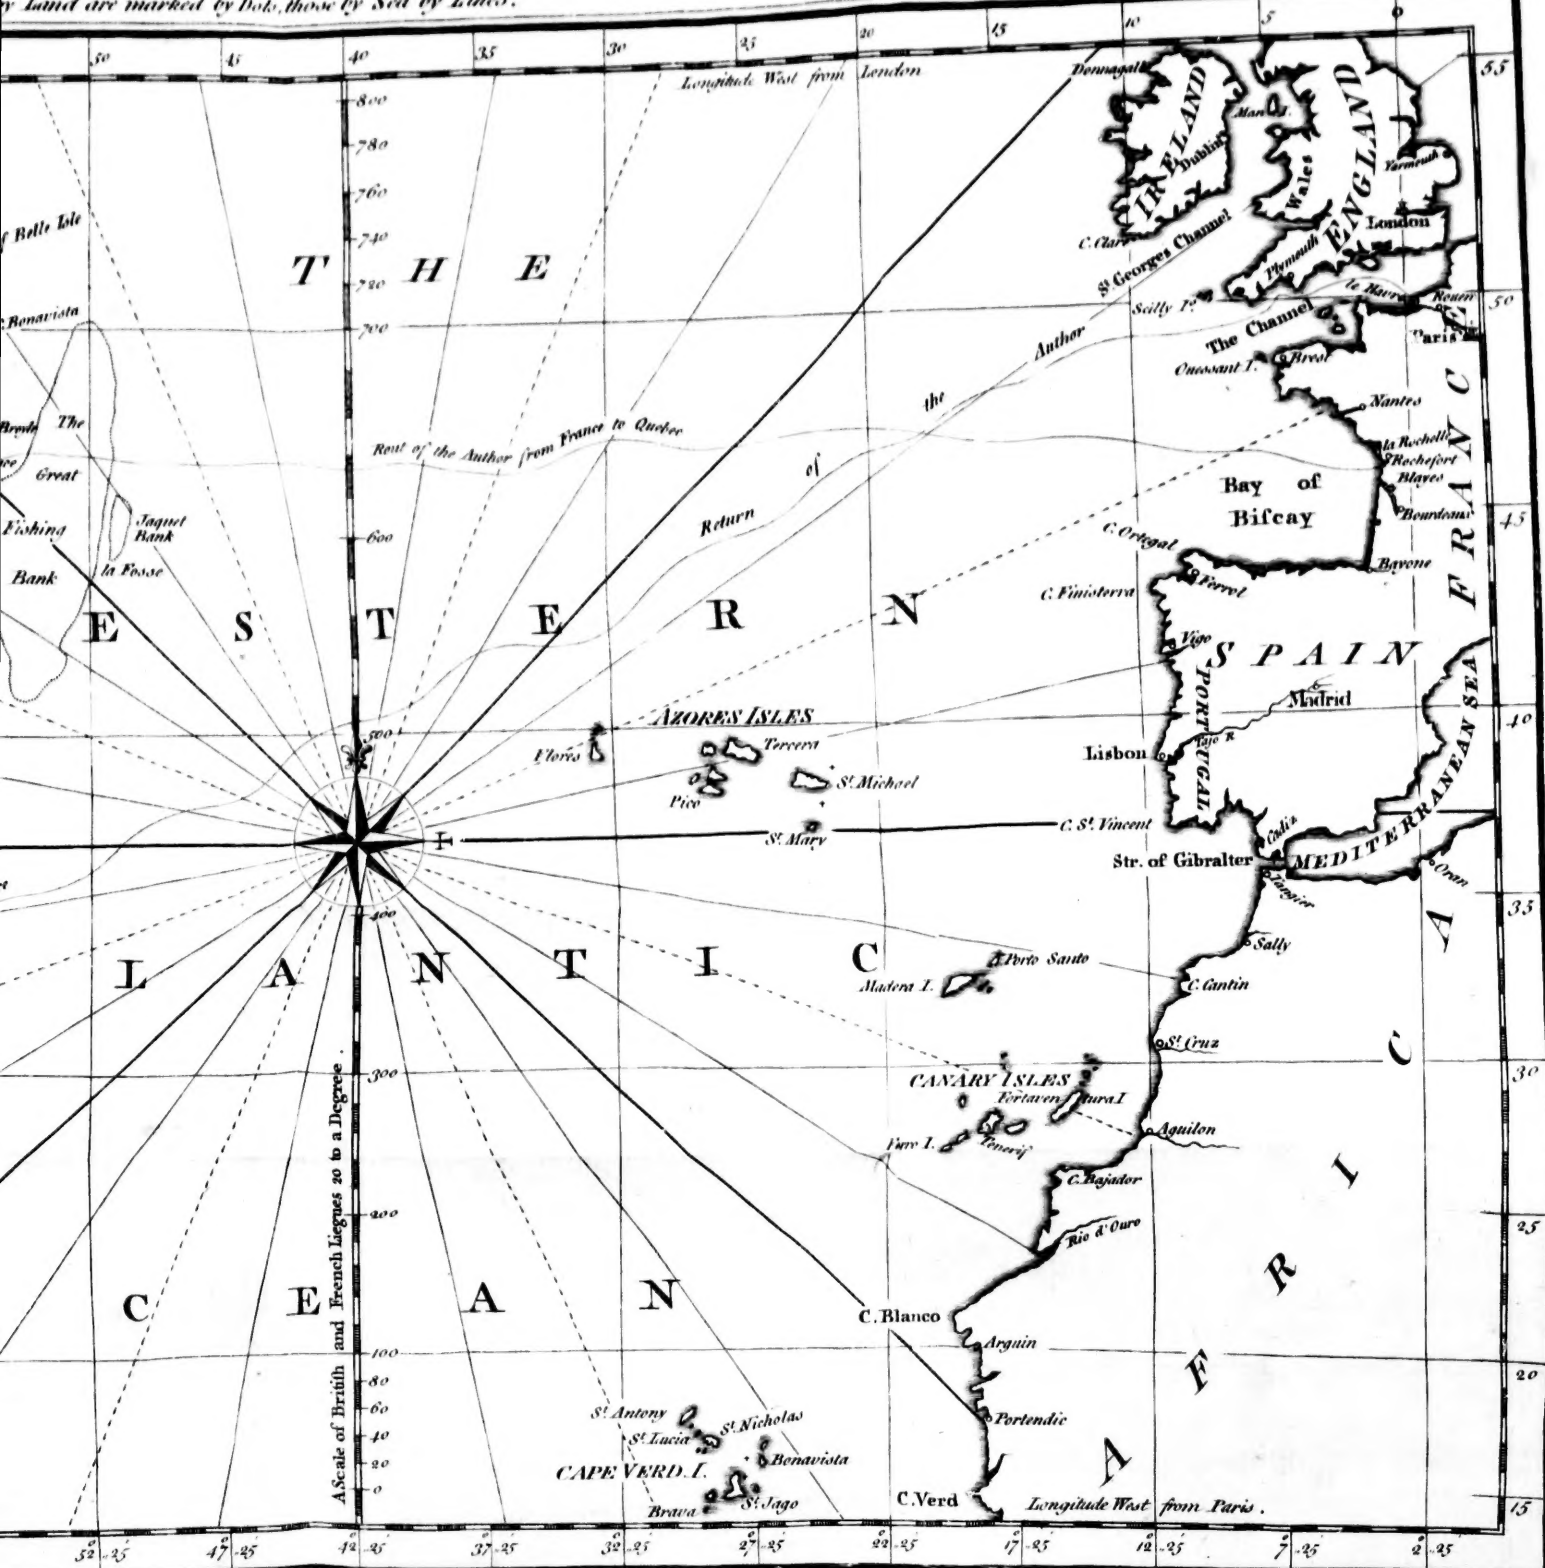 y Land are marked by Dots, those by Sea by Lines.
50 45 40 35 30 25 20 15 10 5 0
Longitude West from London
55
50
45
40
35
30
25
20
15
800
780
760
740
720
700
600
500
400
300
200
100
80
60
40
20
0
A Scale of British and French Liegues 20 to a Degree.
THE
ESTERN
LANTIC
CEAN
f Belle Isle
C. Bonavista
The
Great
Fishing
Bank
Jaquet
Bank
la Fosse
Rout of the Author from France to Quebec
Return of the Author
Donnagall
IRELAND
Dublin
Man I.
C. Clare
St. Georges Channel
ENGLAND
Wales
Yarmouth
London
Plymouth
Scilly Is.
The Channel
le Havre
Rouen
Paris
Ouessant I.
Brest
FRANCE
Nantes
la Rochelle
Rochefort
Blayes
Bourdeaux
Bay of
Biscay
Bayone
C. Ortegal
Ferrol
C. Finisterra
Vigo
SPAIN
PORTUGAL
Madrid
Tajo R
Lisbon
C. St. Vincent
Cadiz
Str. of Gibralter
MEDITERRANEAN SEA
Tangier
Oran
AZORES ISLES
Flores
Tercera
Pico
St. Michael
St. Mary
Porto Santo
Madera I.
Sally
C. Cantin
St. Cruz
CANARY ISLES
Fortaventura I
Ferro I.
Tenerif
Aquilon
C. Bajador
Rio d'Ouro
AFRICA
C. Blanco
Arguin
Portendic
St. Antony
St. Nicholas
St. Lucia
Bonavista
CAPE VERD. I.
St. Jago
Brava
C. Verd
Longitude West from Paris.
52..25 47..25 42..25 37..25 32..25 27..25 22..25 17..25 12..25 7..25 2..25